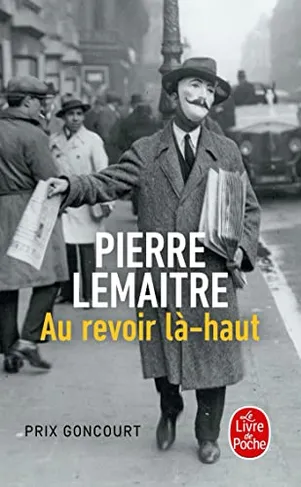 PIERRE
LEMAITRE
Au revoir là-haut
PRIX GONCOURT
Le
Livre
de
Poche